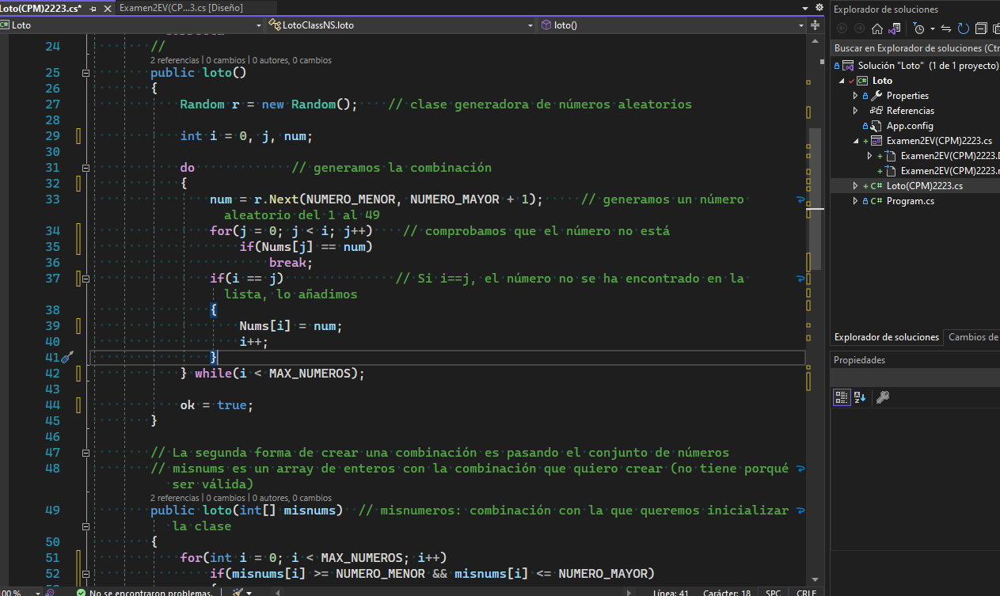 Loto(CPM)2223.cs*
Examen2EV(CP...3.cs [Diseño]
Loto
LotoClassNS.loto
loto()
24 //
2 referencias | 0 cambios | 0 autores, 0 cambios
25 public loto()
26 {
27 Random r = new Random(); // clase generadora de números aleatorios
28
29 int i = 0, j, num;
30
31 do // generamos la combinación
32 {
33 num = r.Next(NUMERO_MENOR, NUMERO_MAYOR + 1); // generamos un número
aleatorio del 1 al 49
34 for(j = 0; j < i; j++) // comprobamos que el número no está
35 if(Nums[j] == num)
36 break;
37 if(i == j) // Si i==j, el número no se ha encontrado en la
lista, lo añadimos
38 {
39 Nums[i] = num;
40 i++;
41 }
42 } while(i < MAX_NUMEROS);
43
44 ok = true;
45 }
46
47 // La segunda forma de crear una combinación es pasando el conjunto de números
48 // misnums es un array de enteros con la combinación que quiero crear (no tiene porqué
ser válida)
2 referencias | 0 cambios | 0 autores, 0 cambios
49 public loto(int[] misnums) // misnumeros: combinación con la que queremos inicializar
la clase
50 {
51 for(int i = 0; i < MAX_NUMEROS; i++)
52 if(misnums[i] >= NUMERO_MENOR && misnums[i] <= NUMERO_MAYOR)
00 %
No se encontraron problemas.
Línea: 41
Carácter: 18
SPC
CRLF
Explorador de soluciones
Buscar en Explorador de soluciones (Ctr
Solución "Loto" (1 de 1 proyecto)
C# Loto
Properties
Referencias
App.config
Examen2EV(CPM)2223.cs
Examen2EV(CPM)2223.D
Examen2EV(CPM)2223.r
C# Loto(CPM)2223.cs
C# Program.cs
Explorador de soluciones
Cambios de
Propiedades